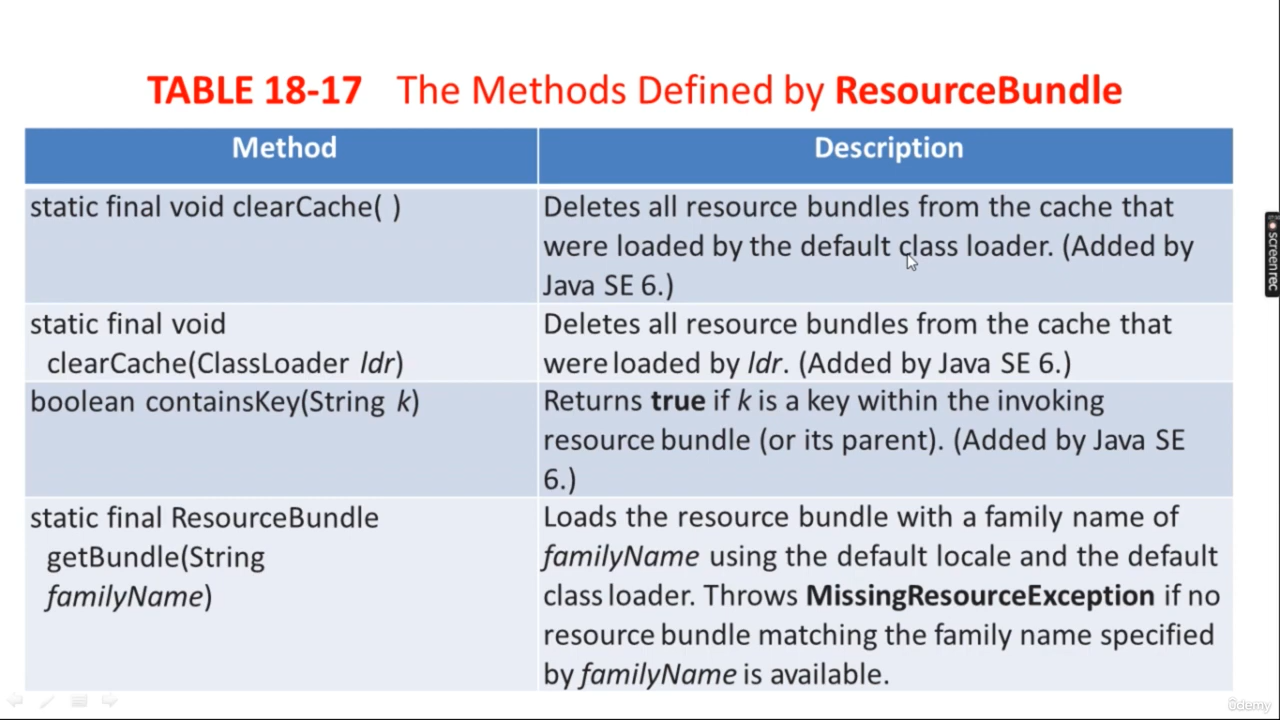 TABLE 18-17 The Methods Defined by ResourceBundle
Method
Description
static final void clearCache( )
Deletes all resource bundles from the cache that
were loaded by the default class loader. (Added by
Java SE 6.)
static final void
clearCache(ClassLoader ldr)
Deletes all resource bundles from the cache that
were loaded by ldr. (Added by Java SE 6.)
boolean containsKey(String k)
Returns true if k is a key within the invoking
resource bundle (or its parent). (Added by Java SE
6.)
static final ResourceBundle
getBundle(String
familyName)
Loads the resource bundle with a family name of
familyName using the default locale and the default
class loader. Throws MissingResourceException if no
resource bundle matching the family name specified
by familyName is available.
screenrec
ûdemy